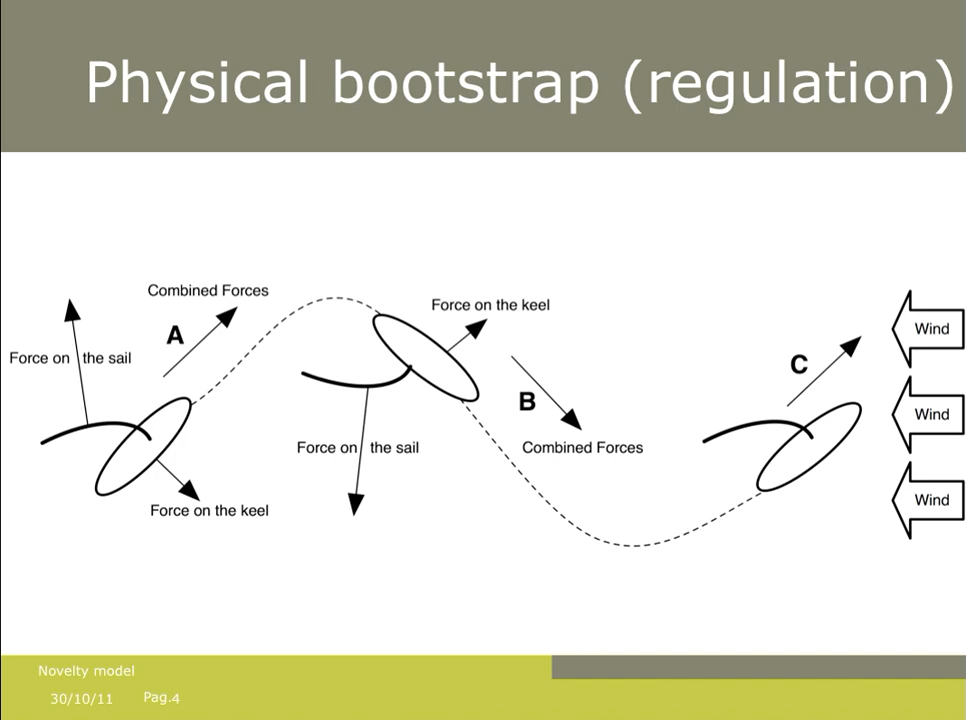 Physical bootstrap (regulation)
Combined Forces
A
Force on the sail
Force on the keel
Force on the keel
B
Force on the sail
Combined Forces
C
Wind
Wind
Wind
Novelty model
30/10/11 Pag.4